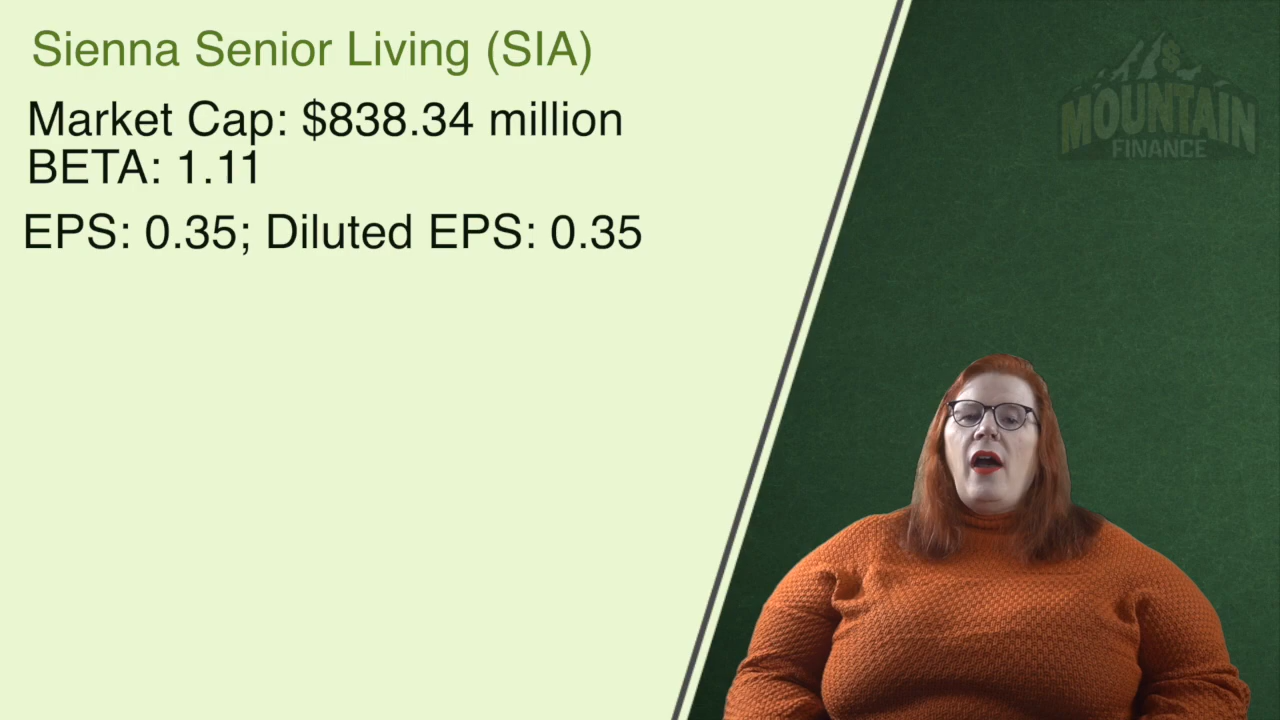 Sienna Senior Living (SIA)
Market Cap: $838.34 million
BETA: 1.11
EPS: 0.35; Diluted EPS: 0.35
$
MOUNTAIN
FINANCE